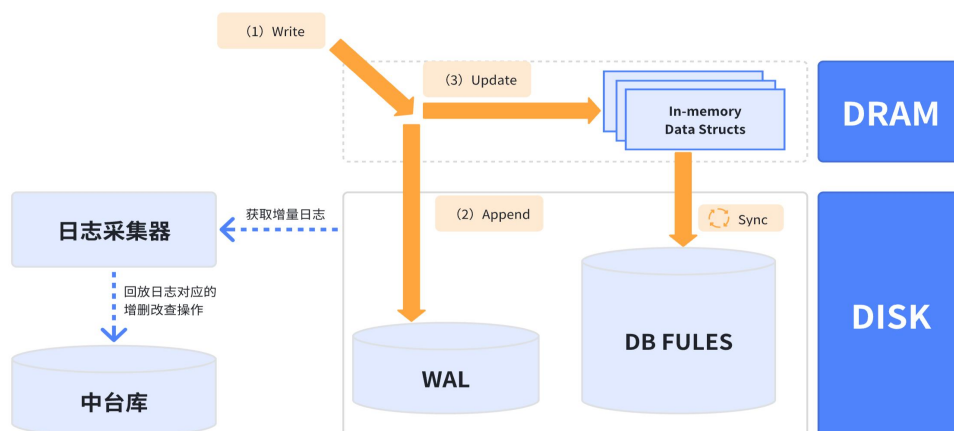 （1）Write
（3）Update
In-memory
Data Structs
DRAM
获取增量日志
（2）Append
Sync
日志采集器
回放日志对应的
增删改查操作
DISK
DB FULES
WAL
中台库